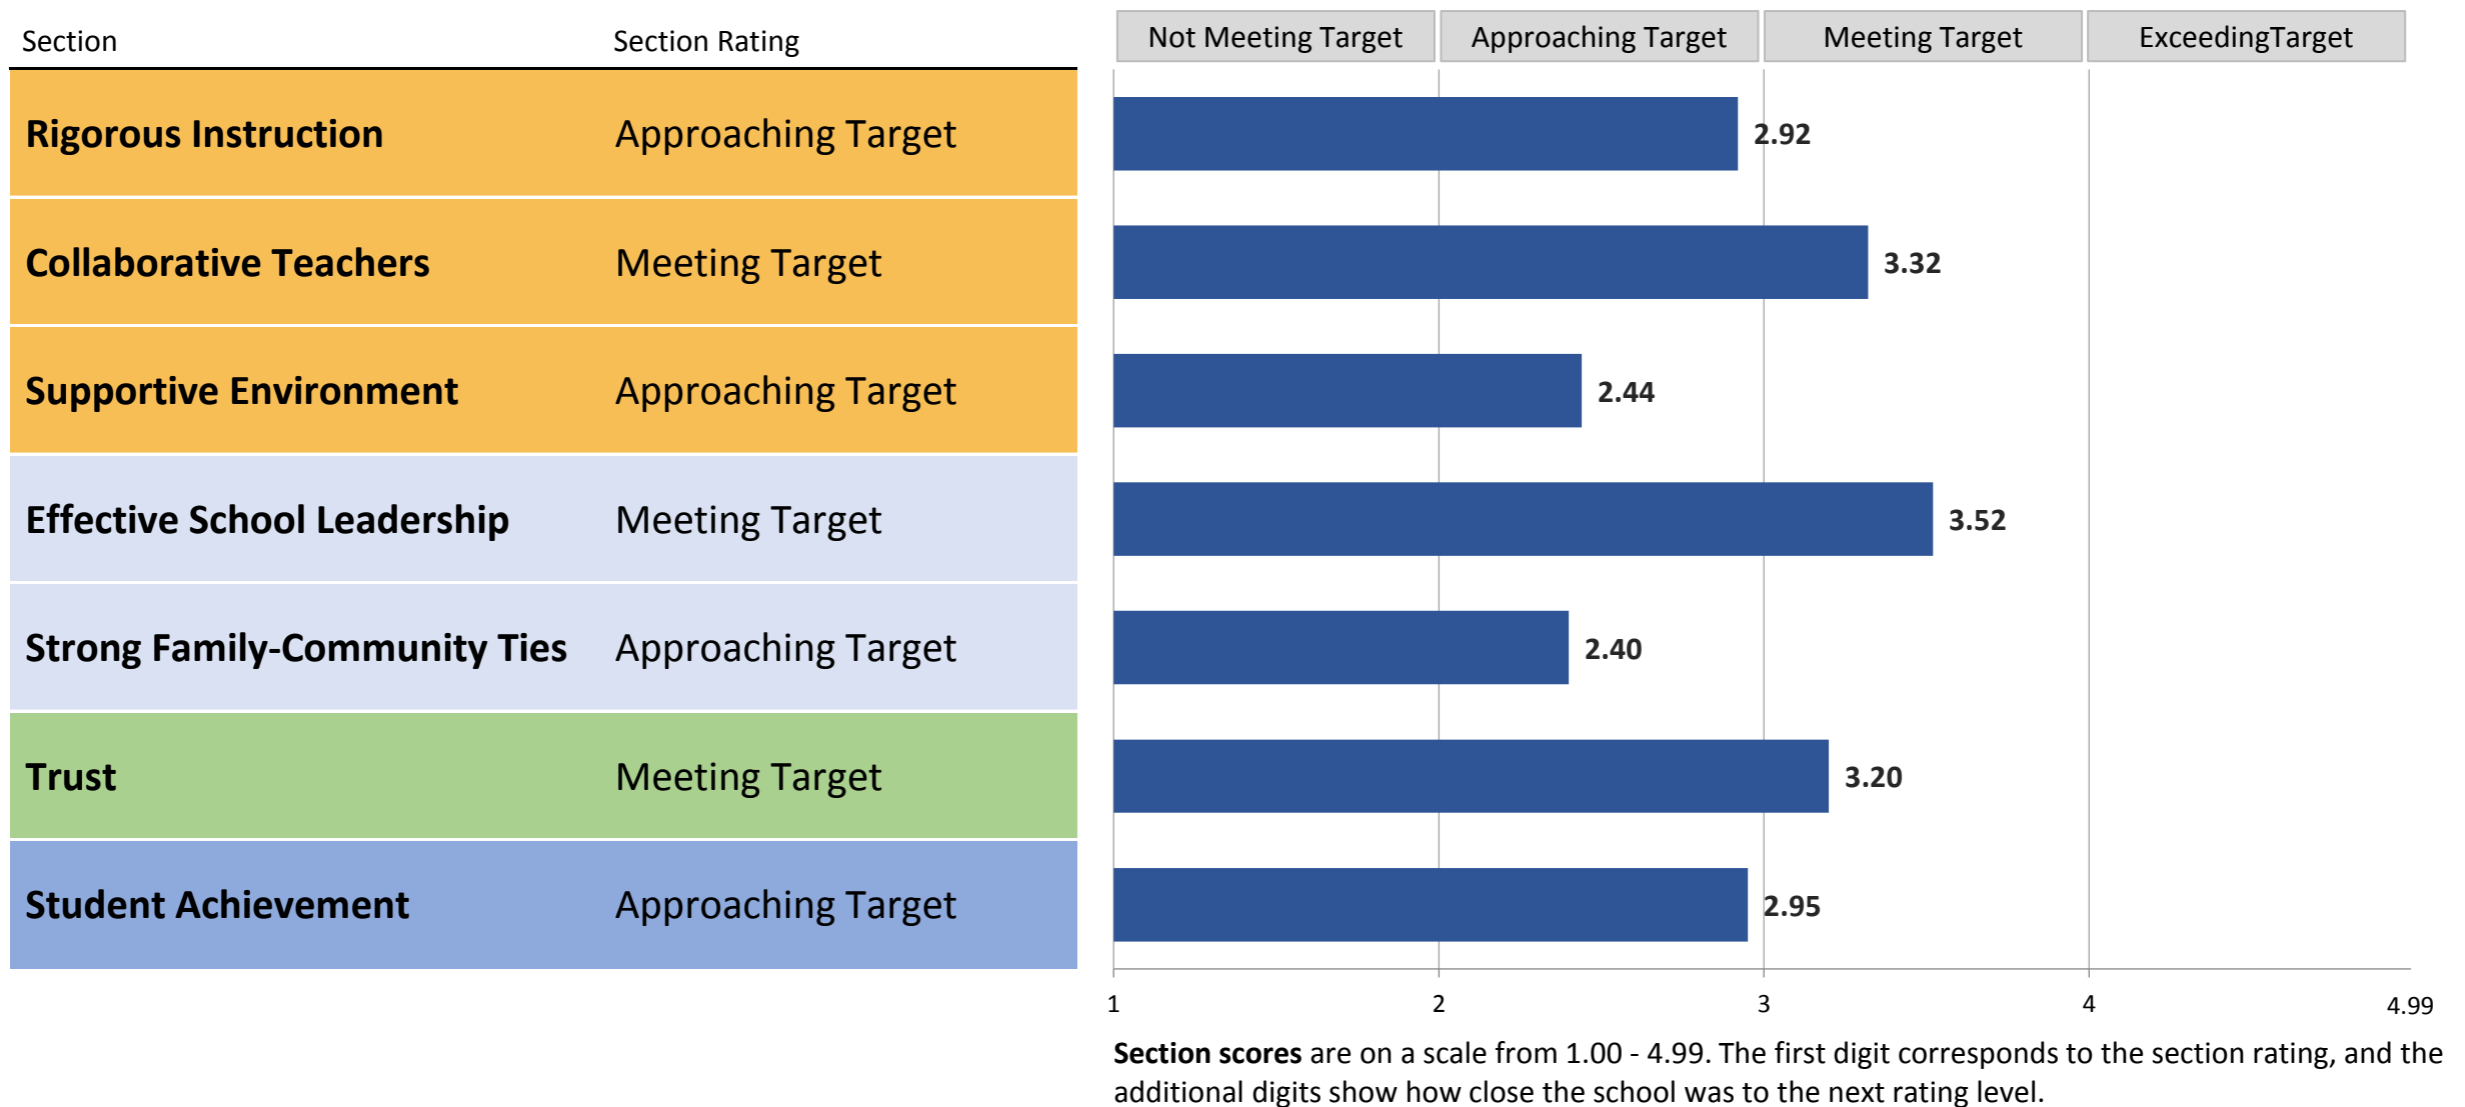 Section Section Rating Not Meeting Target Approaching Target Meeting Target ExceedingTarget
Rigorous Instruction Approaching Target 2.92
Collaborative Teachers Meeting Target 3.32
Supportive Environment Approaching Target 2.44
Effective School Leadership Meeting Target 3.52
Strong Family-Community Ties Approaching Target 2.40
Trust Meeting Target 3.20
Student Achievement Approaching Target 2.95
1 2 3 4 4.99
Section scores are on a scale from 1.00 - 4.99. The first digit corresponds to the section rating, and the
additional digits show how close the school was to the next rating level.